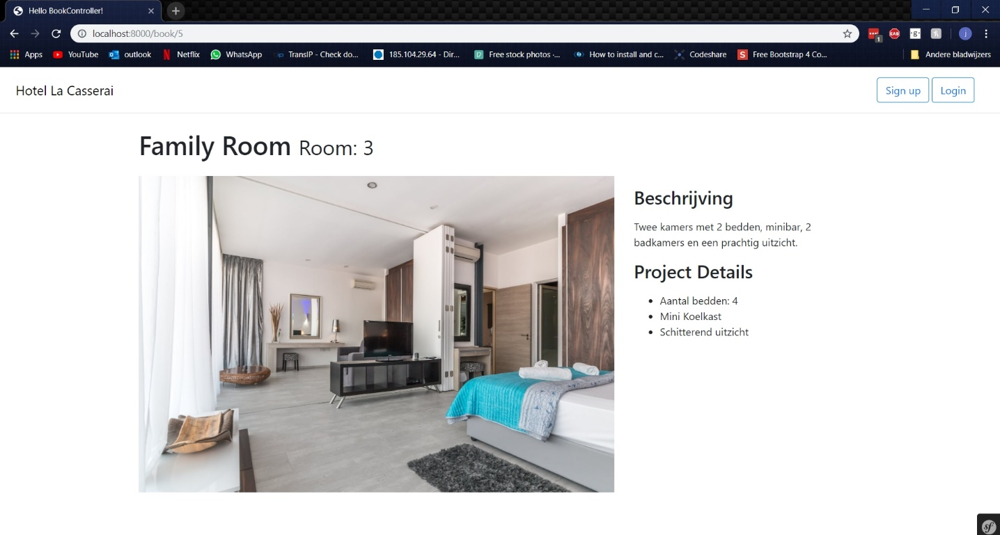 Hello BookController!
localhost:8000/book/5
1
j
Apps YouTube outlook Netflix WhatsApp TransIP - Check do... 185.104.29.64 - Dir... Free stock photos ·... How to install and c... Codeshare Free Bootstrap 4 Co... Andere bladwijzers
Hotel La Casserai Sign up Login
Family Room Room: 3
Beschrijving
Twee kamers met 2 bedden, minibar, 2
badkamers en een prachtig uitzicht.
Project Details
Aantal bedden: 4
Mini Koelkast
Schitterend uitzicht
sf